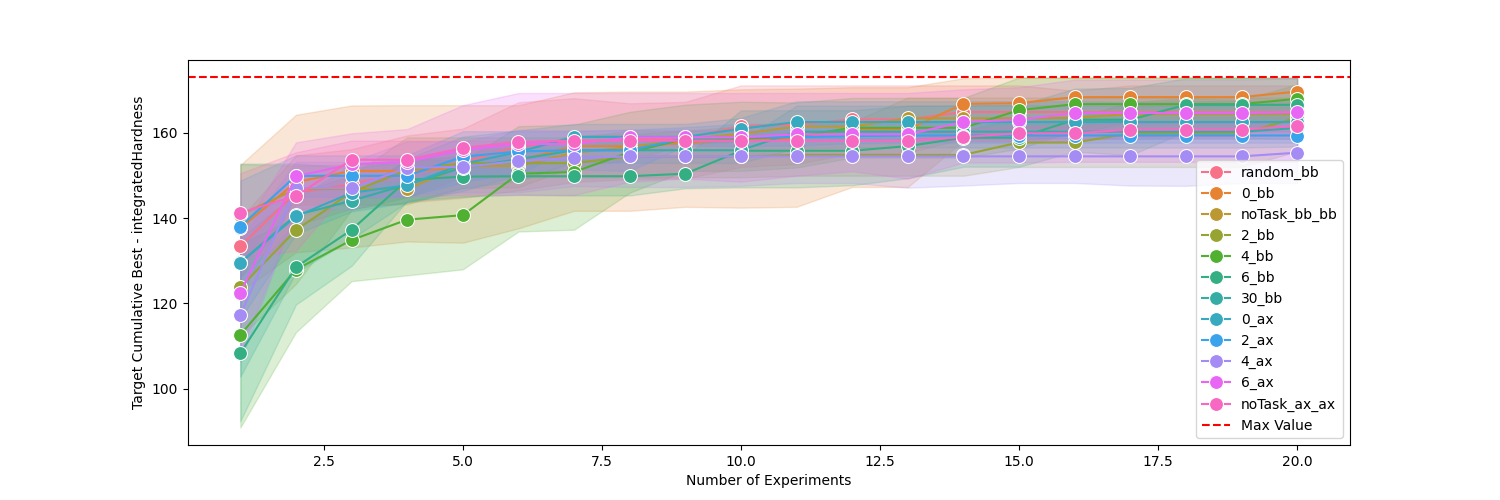 Target Cumulative Best - integratedHardness
160
140
120
100
2.5
5.0
7.5
10.0
12.5
15.0
17.5
20.0
Number of Experiments
random_bb
0_bb
noTask_bb_bb
2_bb
4_bb
6_bb
30_bb
0_ax
2_ax
4_ax
6_ax
noTask_ax_ax
Max Value